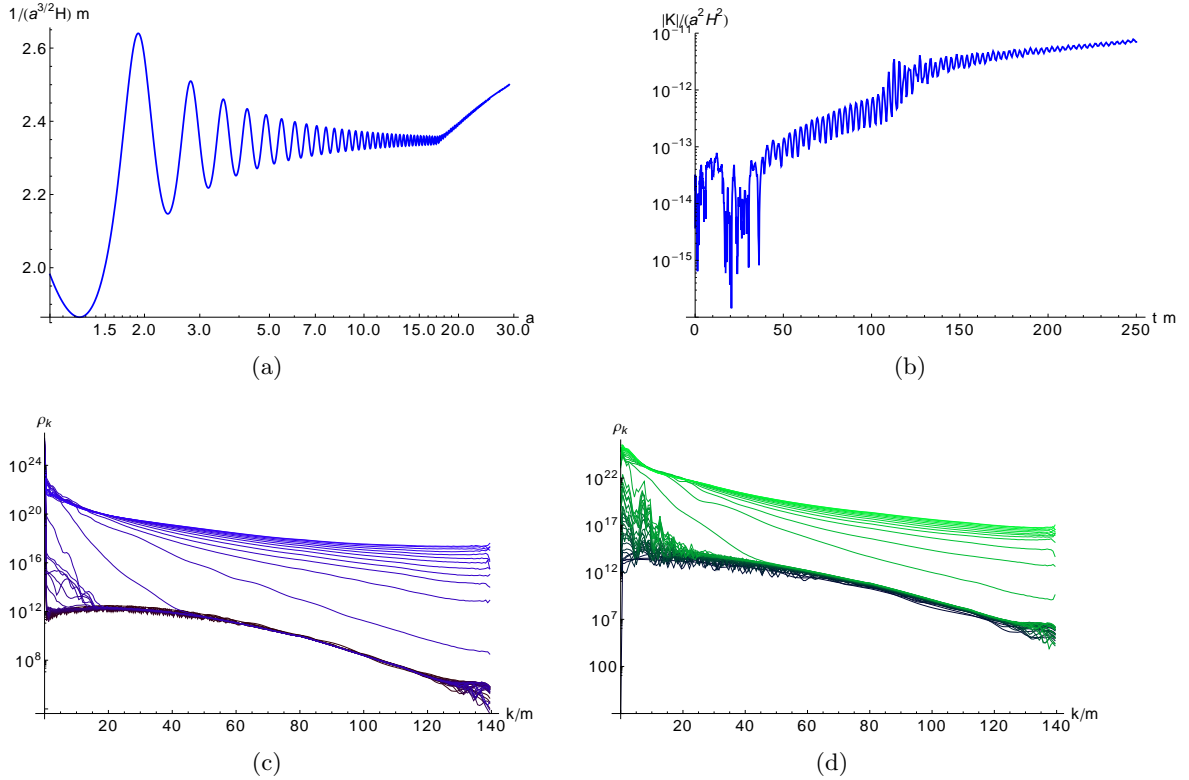 1/(a^{3/2}H) m
2.6
2.4
2.2
2.0
1.5 2.0 3.0 5.0 7.0 10.0 15.0 20.0 30.0
a
(a)
|K|/(a^2 H^2)
10^{-11}
10^{-12}
10^{-13}
10^{-14}
10^{-15}
0 50 100 150 200 250
t m
(b)
ρ_k
10^{24}
10^{20}
10^{16}
10^{12}
10^8
20 40 60 80 100 120 140
k/m
(c)
ρ_k
10^{22}
10^{17}
10^{12}
10^7
100
20 40 60 80 100 120 140
k/m
(d)